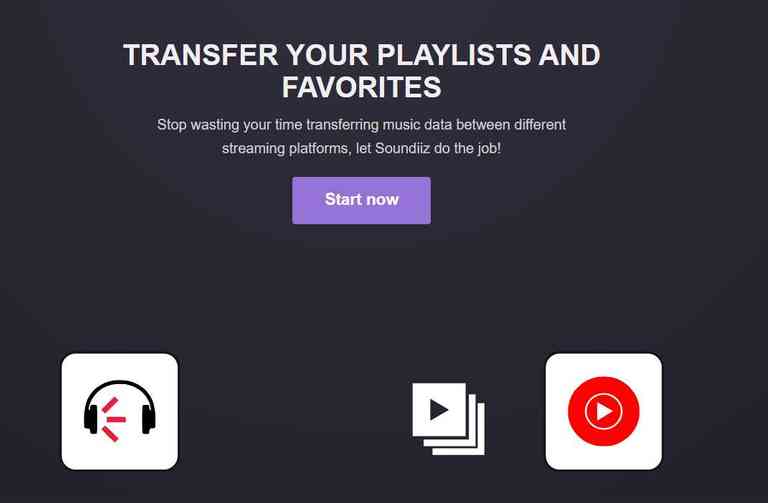 TRANSFER YOUR PLAYLISTS AND
FAVORITES
Stop wasting your time transferring music data between different
streaming platforms, let Soundiiz do the job!
Start now